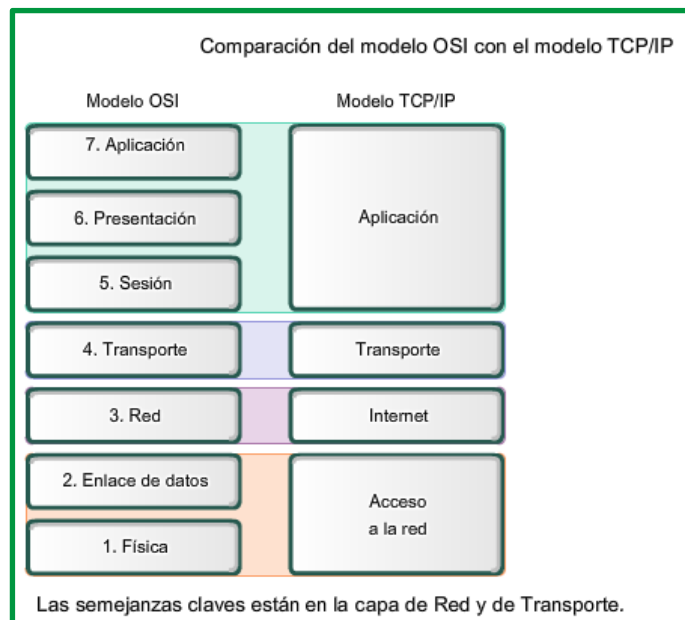 Comparación del modelo OSI con el modelo TCP/IP
Modelo OSI
Modelo TCP/IP
7. Aplicación
6. Presentación
5. Sesión
Aplicación
4. Transporte
Transporte
3. Red
Internet
2. Enlace de datos
1. Física
Acceso
a la red
Las semejanzas claves están en la capa de Red y de Transporte.